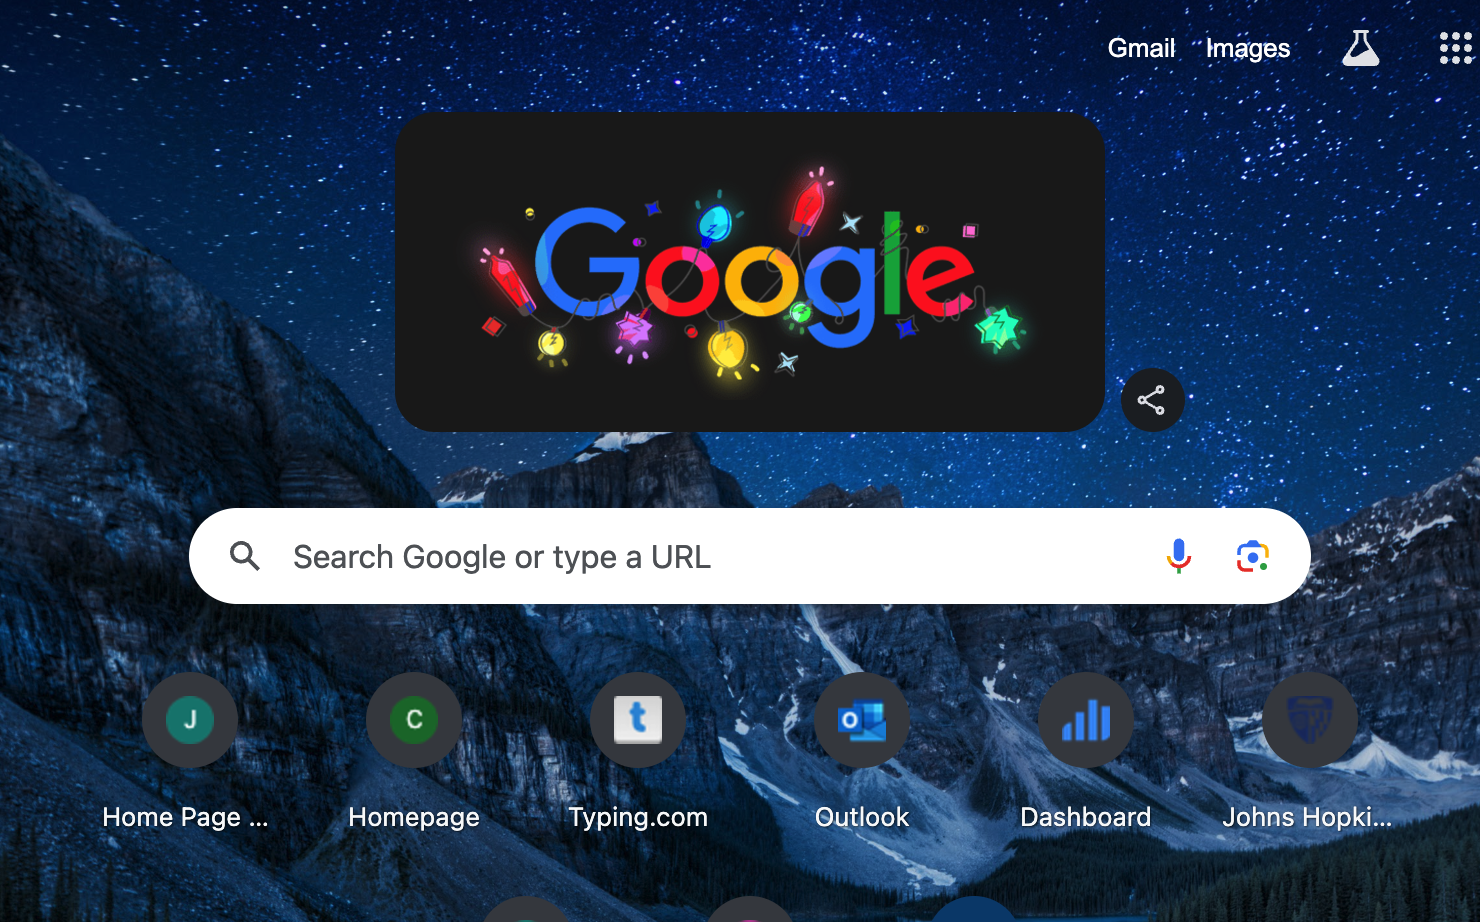 Gmail
Images
Google
Search Google or type a URL
J
C
t
O
Home Page ...
Homepage
Typing.com
Outlook
Dashboard
Johns Hopki...